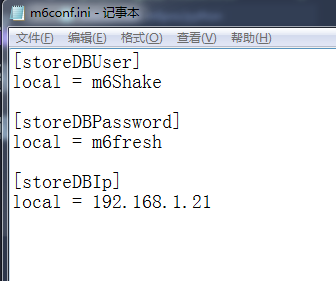 m6conf.ini - 记事本
文件(F) 编辑(E) 格式(O) 查看(V) 帮助(H)
[storeDBUser]
local = m6Shake
[storeDBPassword]
local = m6fresh
[storeDBIp]
local = 192.168.1.21